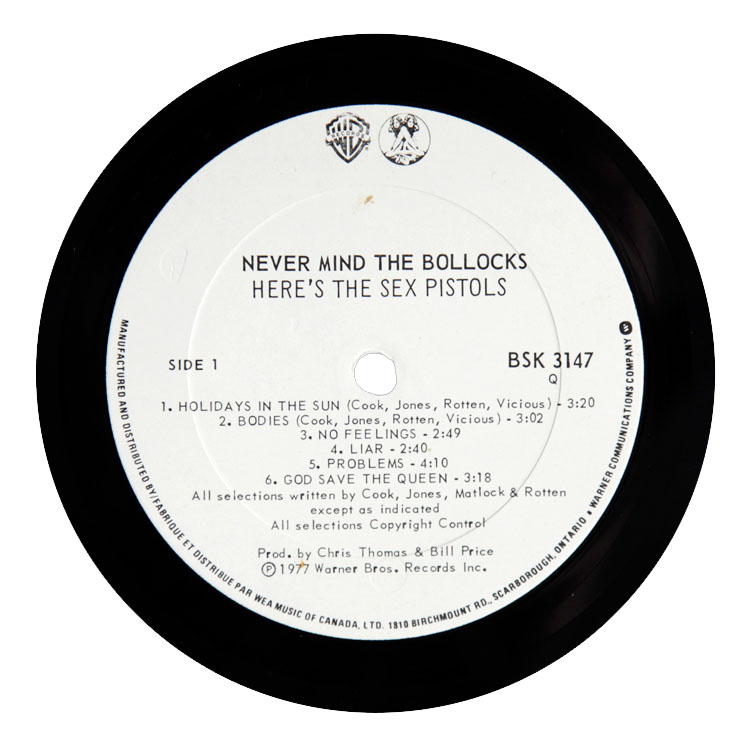 RECORDS
NEVER MIND THE BOLLOCKS
HERE'S THE SEX PISTOLS
SIDE 1
BSK 3147
Q
1. HOLIDAYS IN THE SUN (Cook, Jones, Rotten, Vicious) - 3:20
2. BODIES (Cook, Jones, Rotten, Vicious) - 3:02
3. NO FEELINGS - 2:49
4. LIAR - 2:40
5. PROBLEMS - 4:10
6. GOD SAVE THE QUEEN - 3:18
All selections written by Cook, Jones, Matlock & Rotten
except as indicated
All selections Copyright Control
Prod. by Chris Thomas & Bill Price
Ⓟ 1977 Warner Bros. Records Inc.
MANUFACTURED AND DISTRIBUTED BY/FABRIQUE ET DISTRIBUE PAR WEA MUSIC OF CANADA, LTD. 1810 BIRCHMOUNT RD., SCARBOROUGH, ONTARIO • WARNER COMMUNICATIONS COMPANY